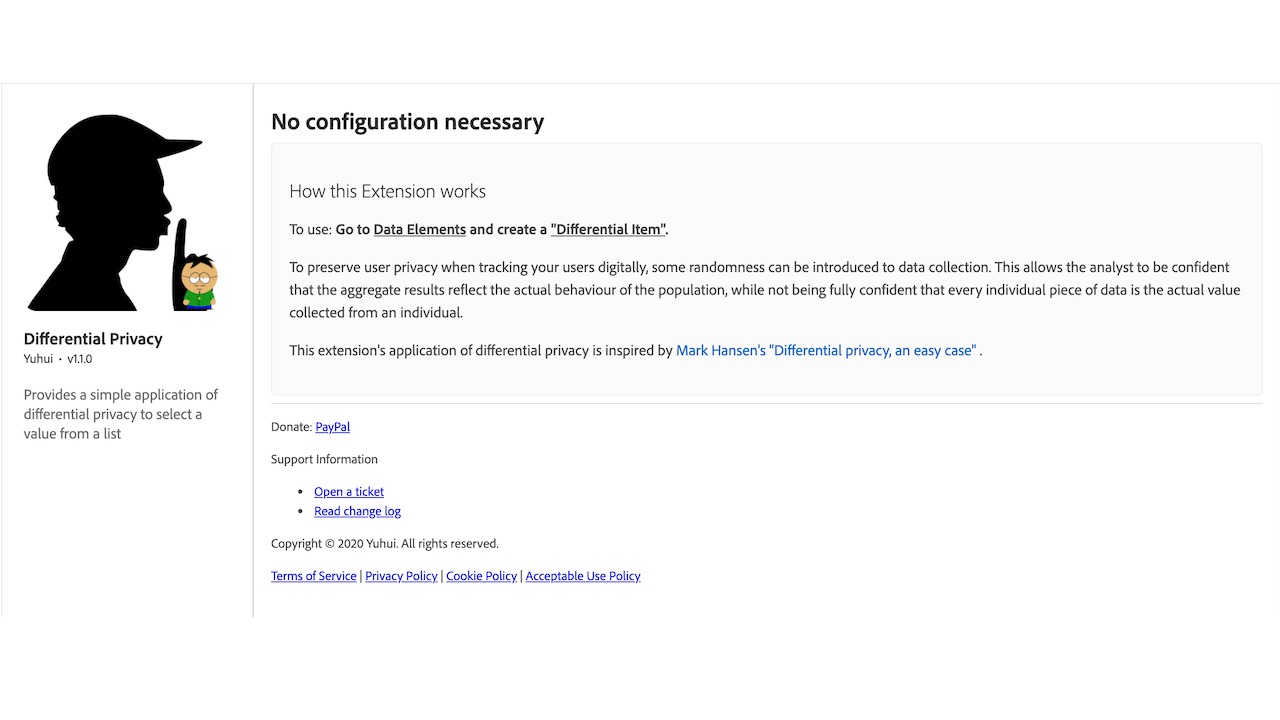 Differential Privacy
Yuhui • v1.1.0
Provides a simple application of
differential privacy to select a
value from a list
No configuration necessary
How this Extension works
To use: Go to Data Elements and create a "Differential Item".
To preserve user privacy when tracking your users digitally, some randomness can be introduced to data collection. This allows the analyst to be confident
that the aggregate results reflect the actual behaviour of the population, while not being fully confident that every individual piece of data is the actual value
collected from an individual.
This extension's application of differential privacy is inspired by Mark Hansen's "Differential privacy, an easy case" .
Donate: PayPal
Support Information
• Open a ticket
• Read change log
Copyright © 2020 Yuhui. All rights reserved.
Terms of Service | Privacy Policy | Cookie Policy | Acceptable Use Policy